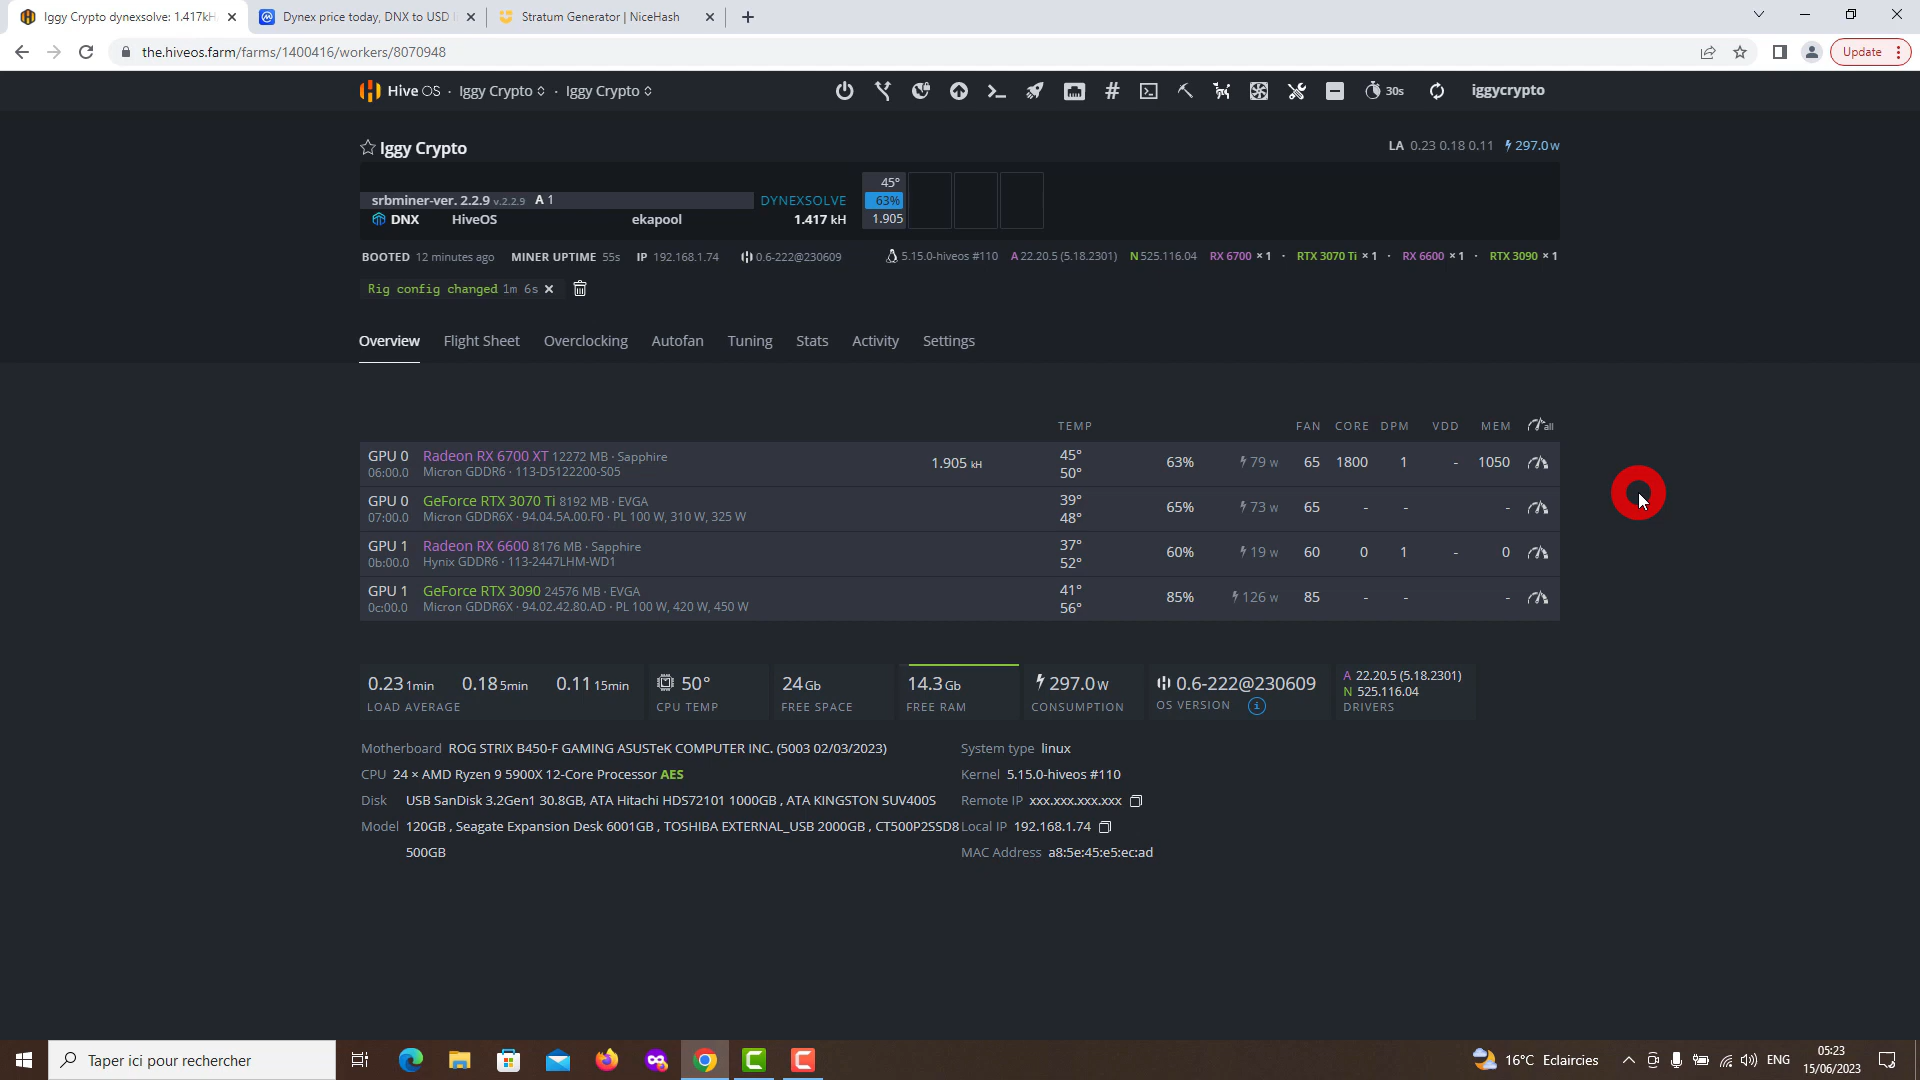 Iggy Crypto dynexsolve: 1.417kH
Dynex price today, DNX to USD l
Stratum Generator | NiceHash
the.hiveos.farm/farms/1400416/workers/8070948
Update
Hive OS · Iggy Crypto · Iggy Crypto
30s
iggycrypto
Iggy Crypto
LA 0.23 0.18 0.11 297.0 w
srbminer-ver. 2.2.9 v.2.2.9 A 1
DYNEXSOLVE
DNX HiveOS ekapool 1.417 kH
45°
63%
1.905
BOOTED 12 minutes ago MINER UPTIME 55s IP 192.168.1.74 0.6-222@230609
5.15.0-hiveos #110 A 22.20.5 (5.18.2301) N 525.116.04 RX 6700 × 1 · RTX 3070 Ti × 1 · RX 6600 × 1 · RTX 3090 × 1
Rig config changed 1m 6s ×
Overview Flight Sheet Overclocking Autofan Tuning Stats Activity Settings
TEMP FAN CORE DPM VDD MEM all
GPU 0 Radeon RX 6700 XT 12272 MB · Sapphire
06:00.0 Micron GDDR6 · 113-D5122200-S05
1.905 kH 45° 50° 63% 79 w 65 1800 1 - 1050
GPU 0 GeForce RTX 3070 Ti 8192 MB · EVGA
07:00.0 Micron GDDR6X · 94.04.5A.00.F0 · PL 100 W, 310 W, 325 W
39° 48° 65% 73 w 65 - - -
GPU 1 Radeon RX 6600 8176 MB · Sapphire
0b:00.0 Hynix GDDR6 · 113-2447LHM-WD1
37° 52° 60% 19 w 60 0 1 - 0
GPU 1 GeForce RTX 3090 24576 MB · EVGA
0c:00.0 Micron GDDR6X · 94.02.42.80.AD · PL 100 W, 420 W, 450 W
41° 56° 85% 126 w 85 - - -
0.23 1min 0.18 5min 0.11 15min
LOAD AVERAGE
50°
CPU TEMP
24 Gb
FREE SPACE
14.3 Gb
FREE RAM
297.0 w
CONSUMPTION
0.6-222@230609
OS VERSION i
A 22.20.5 (5.18.2301)
N 525.116.04
DRIVERS
Motherboard ROG STRIX B450-F GAMING ASUSTeK COMPUTER INC. (5003 02/03/2023)
CPU 24 × AMD Ryzen 9 5900X 12-Core Processor AES
Disk Model USB SanDisk 3.2Gen1 30.8GB, ATA Hitachi HDS72101 1000GB , ATA KINGSTON SUV400S
120GB , Seagate Expansion Desk 6001GB , TOSHIBA EXTERNAL_USB 2000GB , CT500P2SSD8
500GB
System type linux
Kernel 5.15.0-hiveos #110
Remote IP xxx.xxx.xxx.xxx
Local IP 192.168.1.74
MAC Address a8:5e:45:e5:ec:ad
Taper ici pour rechercher
16°C Eclaircies
ENG
05:23
15/06/2023